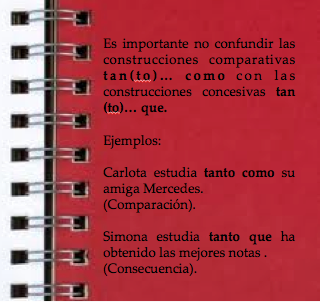 Es importante no confundir las
construcciones comparativas
tan(to)... como con las
construcciones concesivas tan
(to)... que.
Ejemplos:
Carlota estudia tanto como su
amiga Mercedes.
(Comparación).
Simona estudia tanto que ha
obtenido las mejores notas .
(Consecuencia).